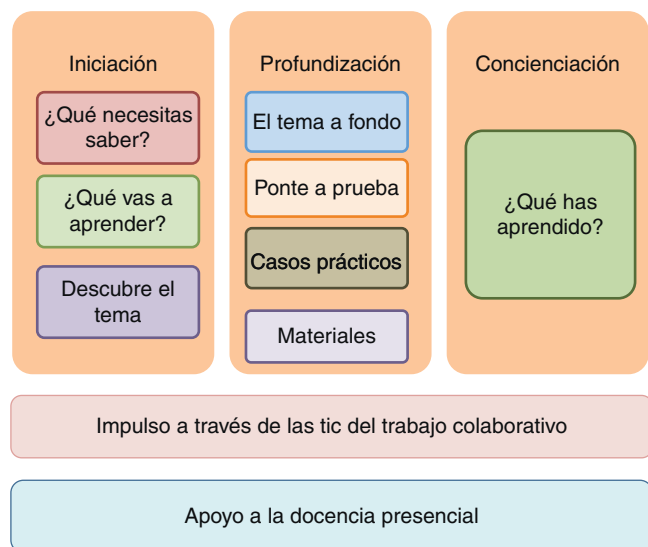 Iniciación
¿Qué necesitas
saber?
¿Qué vas a
aprender?
Descubre el
tema
Profundización
El tema a fondo
Ponte a prueba
Casos prácticos
Materiales
Concienciación
¿Qué has
aprendido?
Impulso a través de las tic del trabajo colaborativo
Apoyo a la docencia presencial